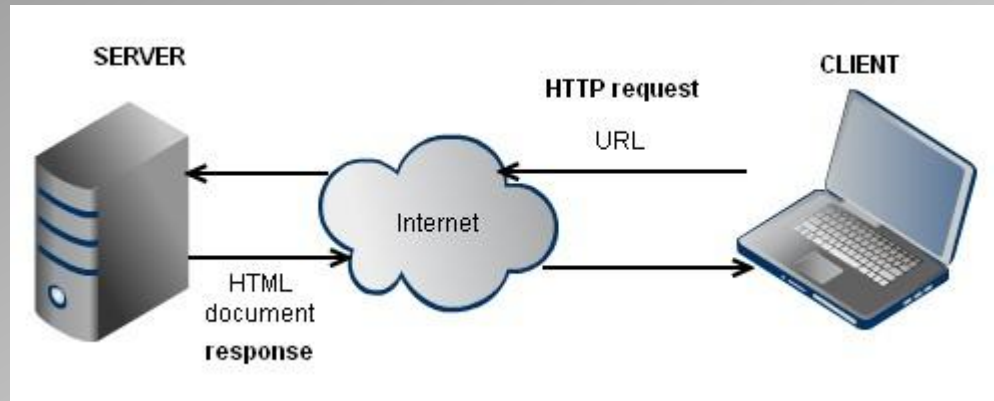 SERVER
CLIENT
HTTP request
URL
Internet
HTML
document
response